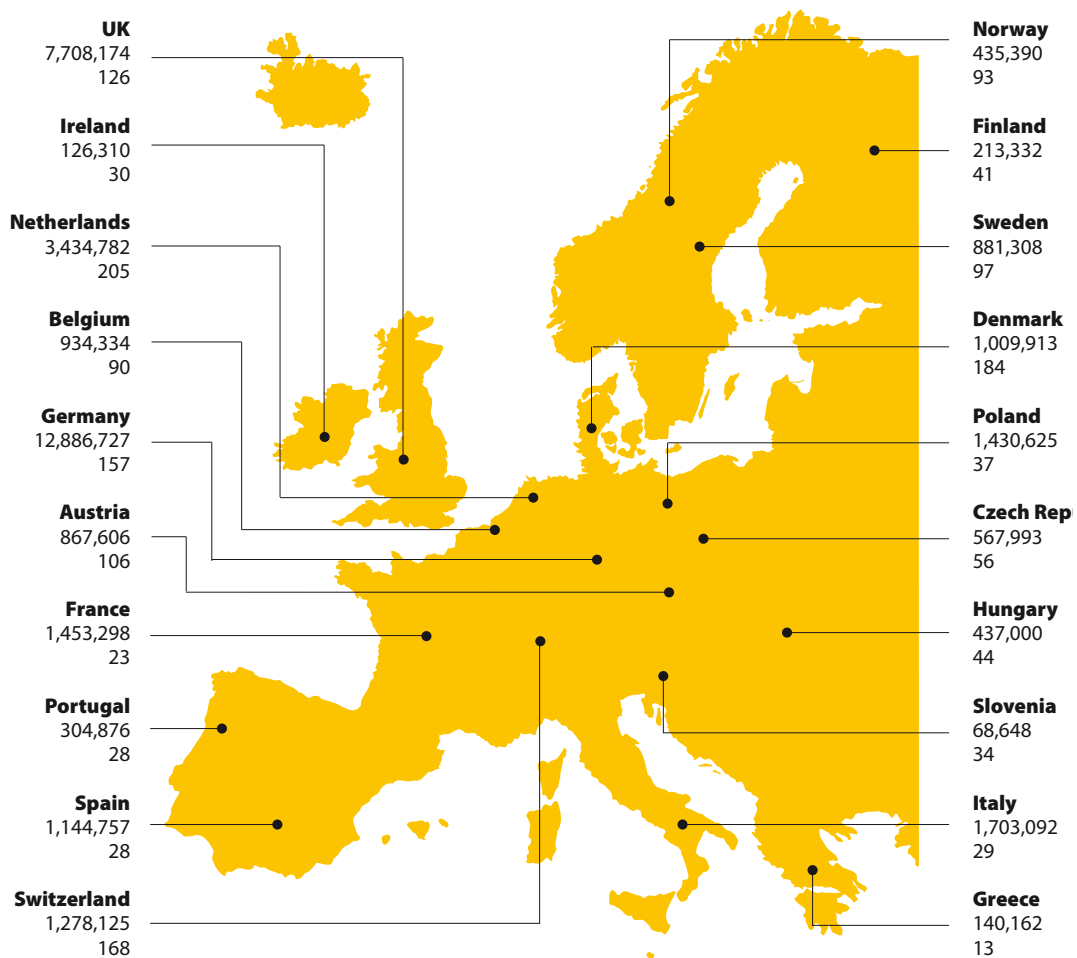 UK
7,708,174
126
Ireland
126,310
30
Netherlands
3,434,782
205
Belgium
934,334
90
Germany
12,886,727
157
Austria
867,606
106
France
1,453,298
23
Portugal
304,876
28
Spain
1,144,757
28
Switzerland
1,278,125
168
Norway
435,390
93
Finland
213,332
41
Sweden
881,308
97
Denmark
1,009,913
184
Poland
1,430,625
37
Czech Rep
567,993
56
Hungary
437,000
44
Slovenia
68,648
34
Italy
1,703,092
29
Greece
140,162
13